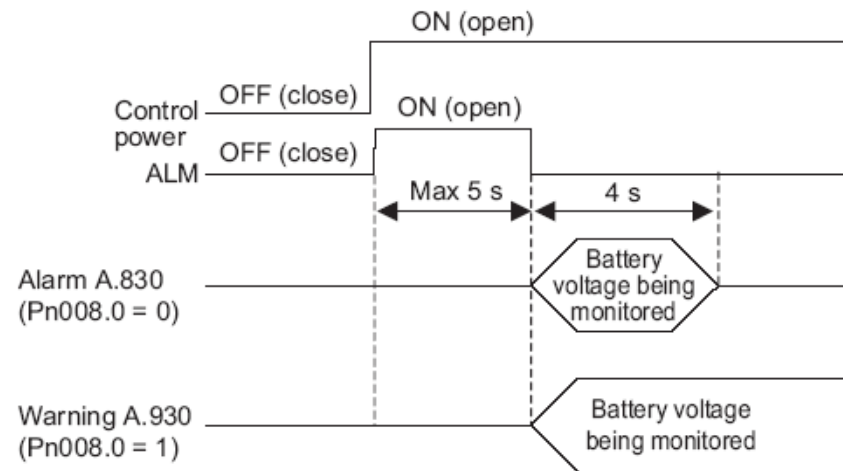 ON (open)
OFF (close)
Control
power
ON (open)
OFF (close)
ALM
Max 5 s
4 s
Alarm A.830
(Pn008.0 = 0)
Battery
voltage being
monitored
Warning A.930
(Pn008.0 = 1)
Battery voltage
being monitored